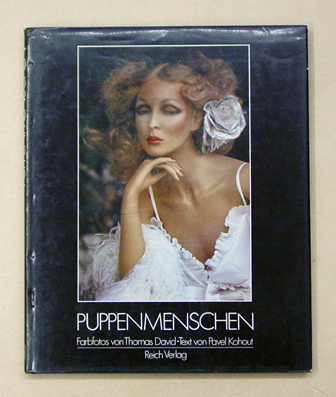 PUPPENMENSCHEN
Farbfotos von Thomas David·Text von Pavel Kohout
Reich Verlag